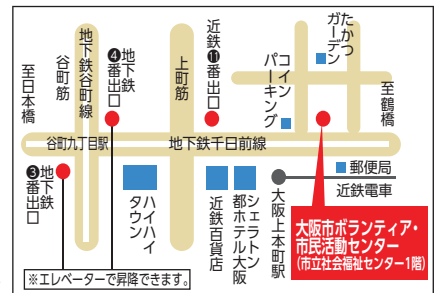 至日本橋
谷町筋
地下鉄谷町線
地下鉄
❹番出口
上町筋
近鉄
⓫番出口
コイン
パーキング
たかつ
ガーデン
至鶴橋
谷町九丁目駅
地下鉄千日前線
地下鉄
❸番出口
ハイハイ
タウン
近鉄百貨店
シェラトン
都ホテル大阪
大阪上本町駅
郵便局
近鉄電車
大阪市ボランティア・
市民活動センター
(市立社会福祉センター1階)
※エレベーターで昇降できます。